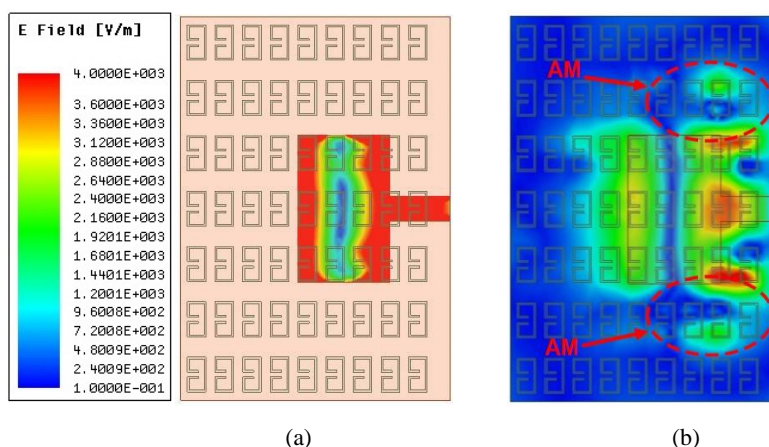 E Field [V/m]
4.0000E+003
3.6000E+003
3.3600E+003
3.1200E+003
2.8800E+003
2.6400E+003
2.4000E+003
2.1600E+003
1.9201E+003
1.6801E+003
1.4401E+003
1.2001E+003
9.6008E+002
7.2008E+002
4.8009E+002
2.4009E+002
1.0000E-001
AM
AM
(a)
(b)